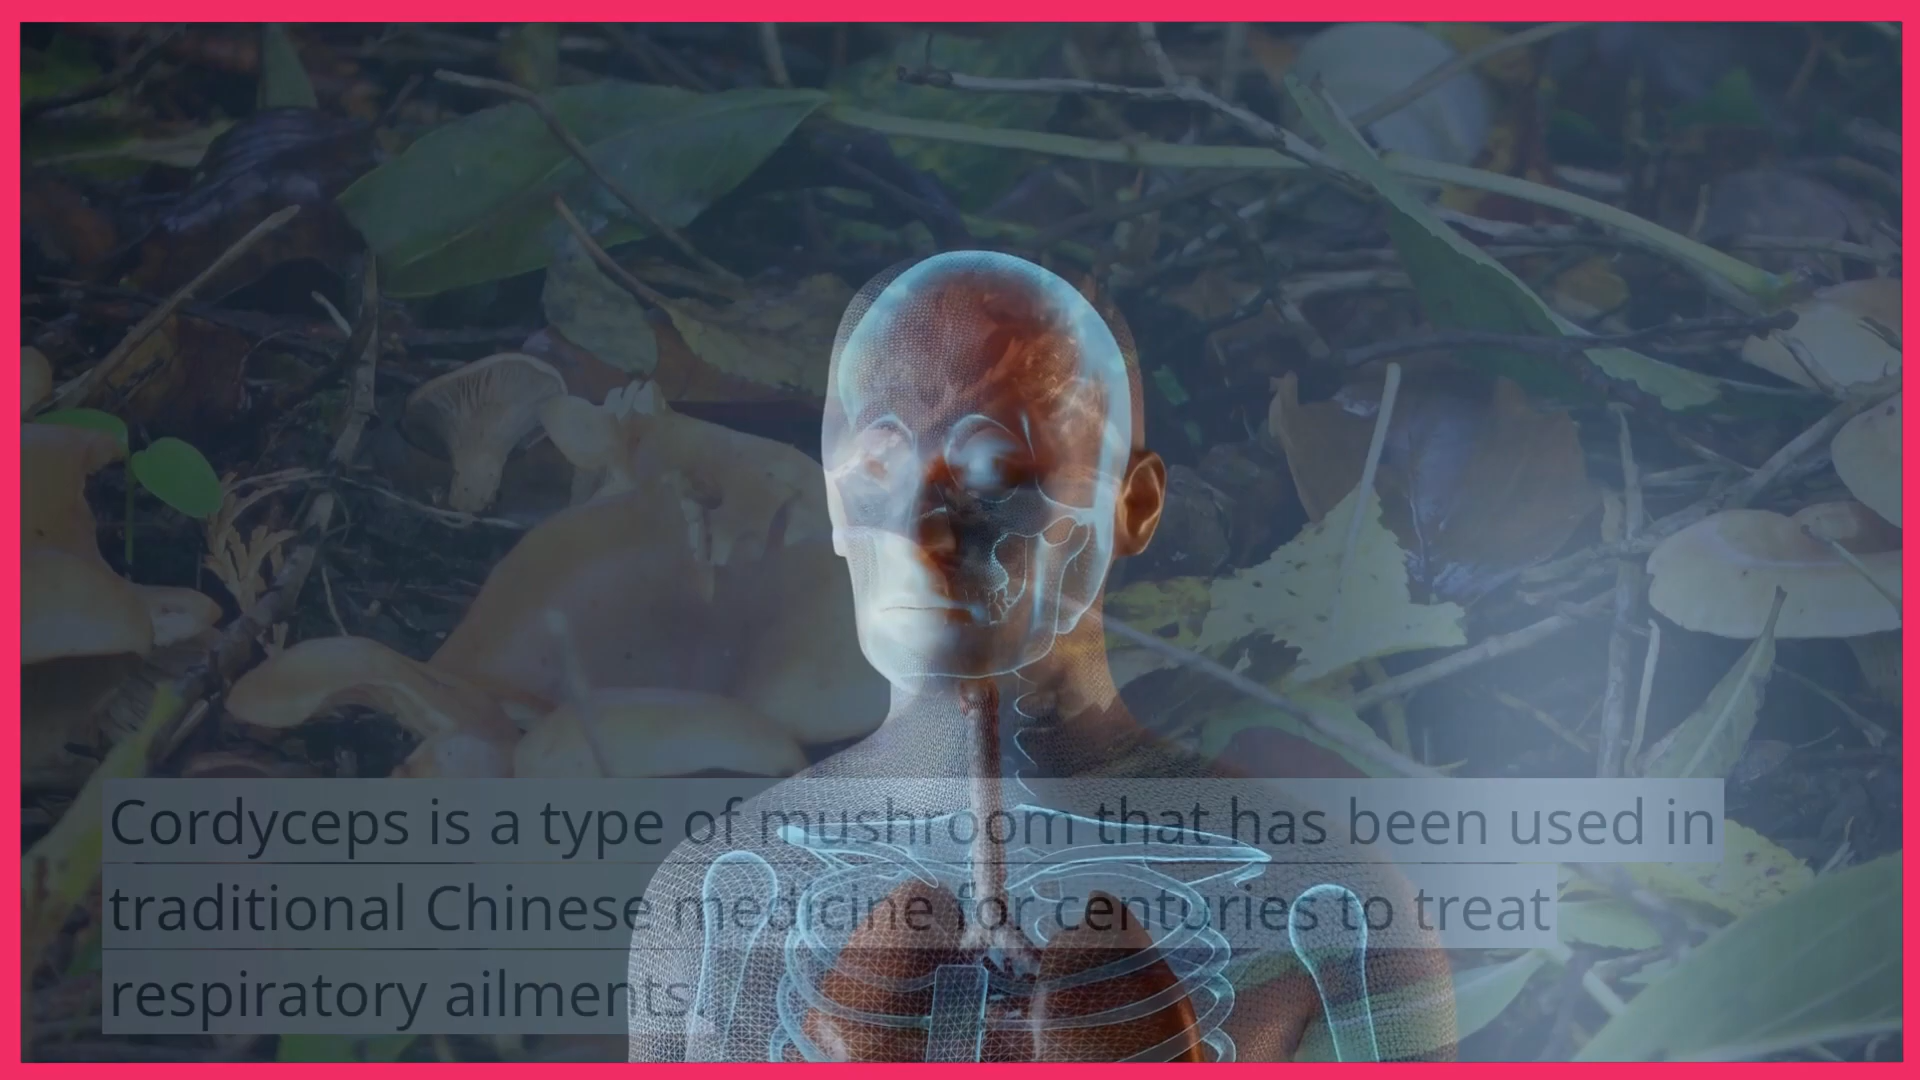 Cordyceps is a type of mushroom that has been used in
traditional Chinese medicine for centuries to treat
respiratory ailments.